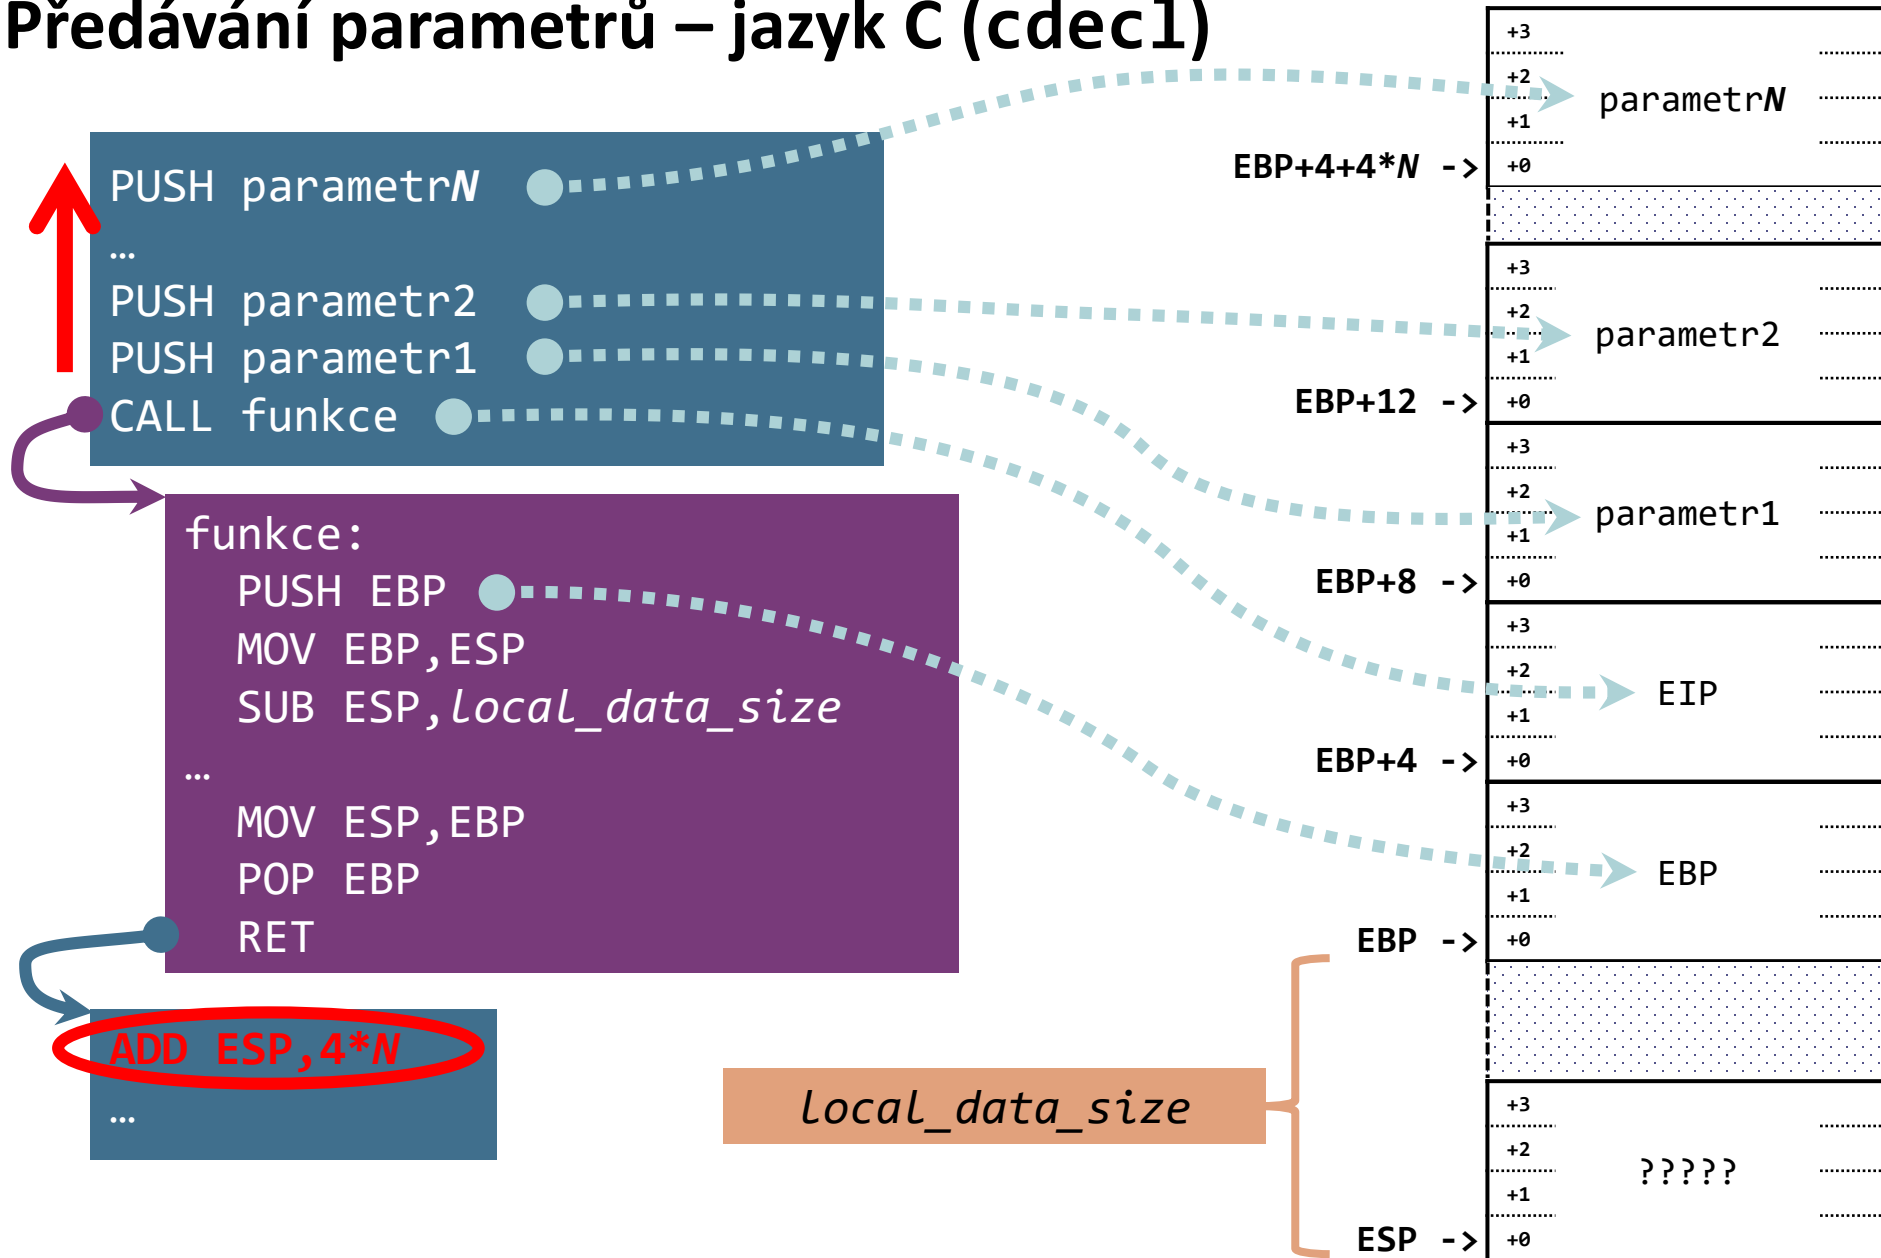 Předávání parametrů – jazyk C (cdecl)
PUSH parametrN
…
PUSH parametr2
PUSH parametr1
CALL funkce
funkce:
PUSH EBP
MOV EBP,ESP
SUB ESP,local_data_size
…
MOV ESP,EBP
POP EBP
RET
ADD ESP,4*N
…
local_data_size
+3
+2
parametrN
+1
EBP+4+4*N -> +0
+3
+2
parametr2
+1
EBP+12 -> +0
+3
+2
parametr1
+1
EBP+8 -> +0
+3
+2
EIP
+1
EBP+4 -> +0
+3
+2
EBP
+1
EBP -> +0
+3
+2
?????
+1
ESP -> +0